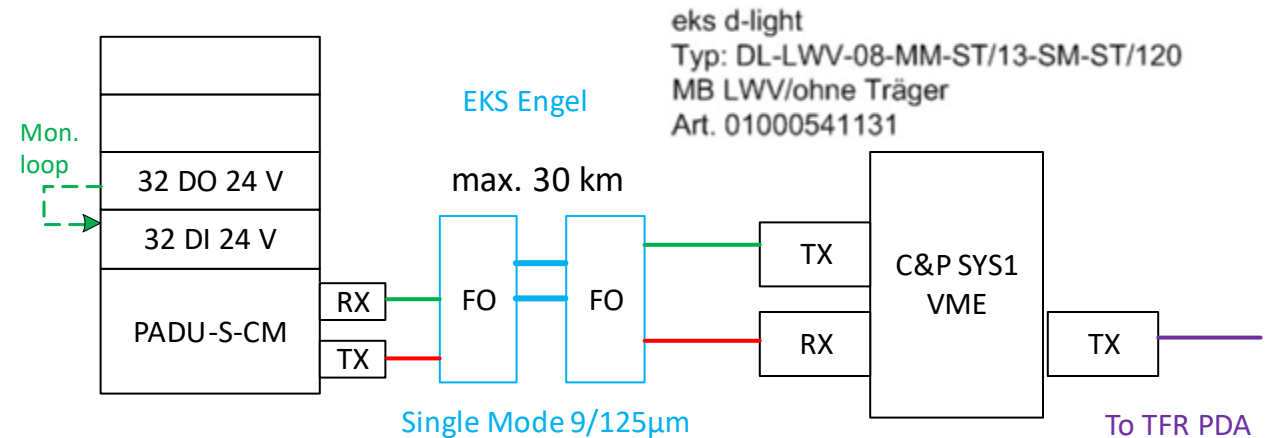 eks d-light
Typ: DL-LWV-08-MM-ST/13-SM-ST/120
MB LWV/ohne Träger
Art. 01000541131
EKS Engel
Mon.
loop
max. 30 km
32 DO 24 V
32 DI 24 V
PADU-S-CM
RX
TX
FO
FO
TX
RX
C&P SYS1
VME
TX
Single Mode 9/125µm
To TFR PDA